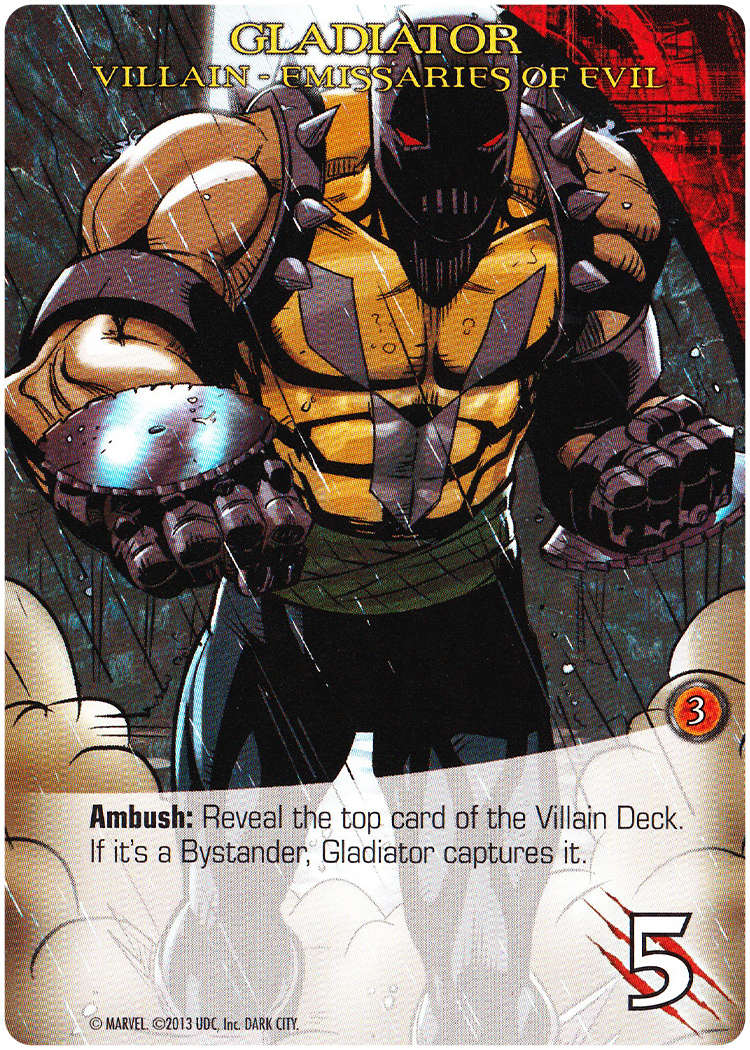 GLADIATOR
VILLAIN - EMISSARIES OF EVIL
3
Ambush: Reveal the top card of the Villain Deck.
If it's a Bystander, Gladiator captures it.
5
© MARVEL. ©2013 UDC, Inc. DARK CITY.